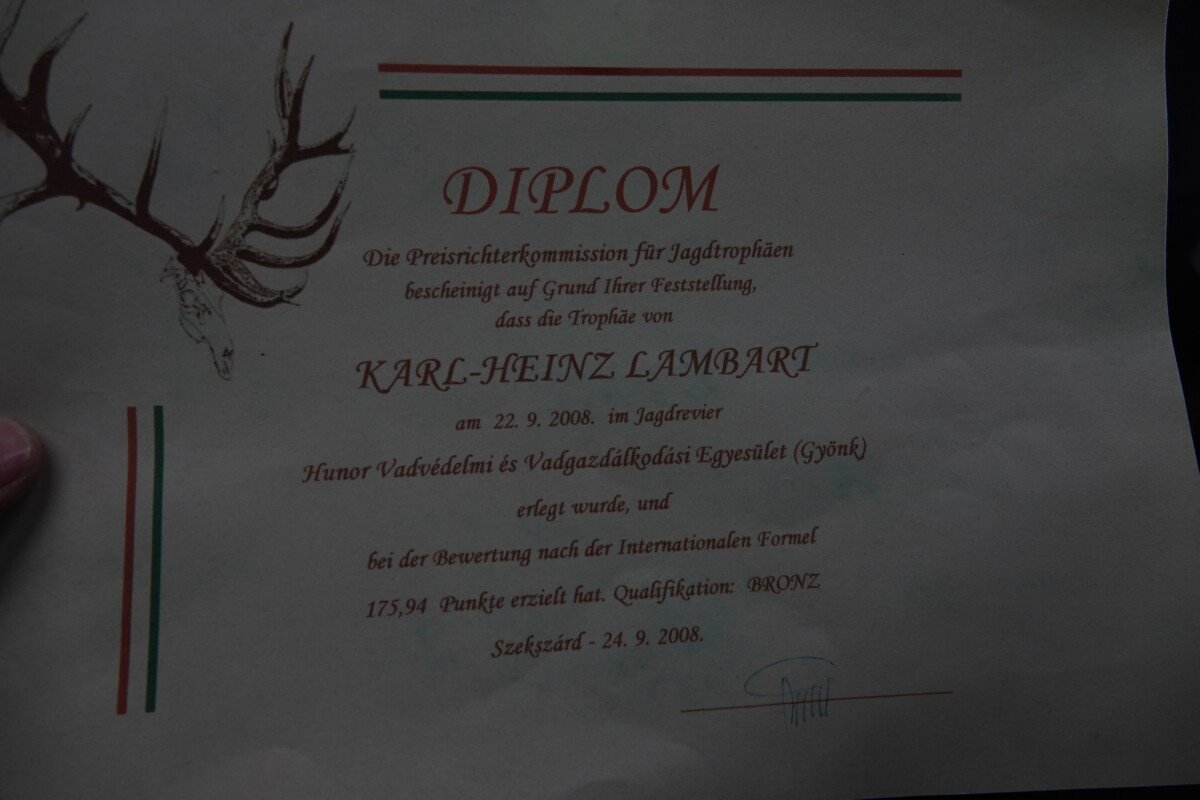 DIPLOM
Die Preisrichterkommission für Jagdtrophäen
bescheinigt auf Grund Ihrer Feststellung,
dass die Trophäe von
KARL-HEINZ LAMBART
am 22. 9. 2008. im Jagdrevier
Hunor Vadvédelmi és Vadgazdálkodási Egyesület (Gyönk)
erlegt wurde, und
bei der Bewertung nach der Internationalen Formel
175,94 Punkte erzielt hat. Qualifikation: BRONZ
Szekszárd - 24. 9. 2008.